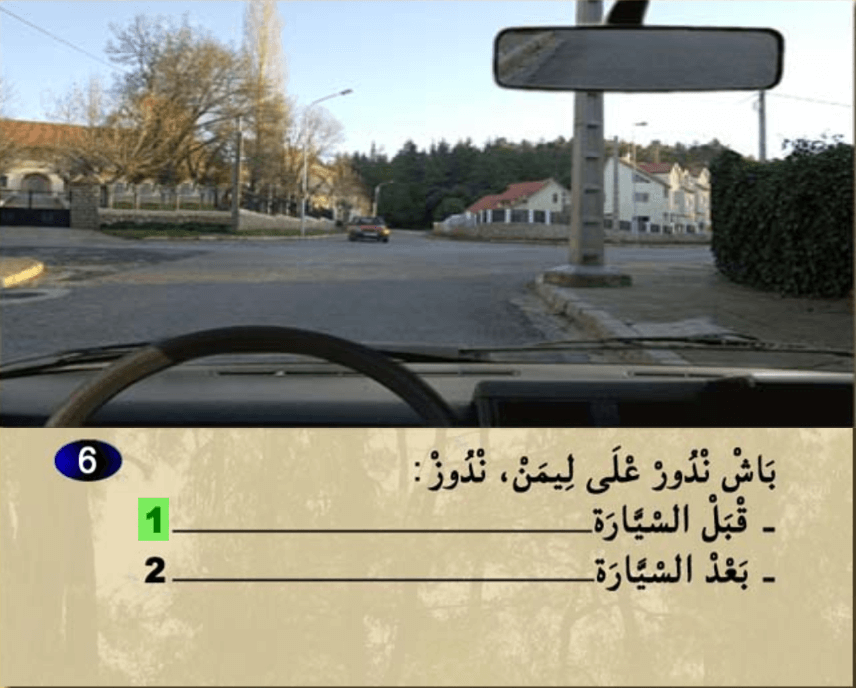 6
بَاشْ نْدُورْ عْلَى لِيمَنْ، نْدُوزْ :
ـ قْبَلْ السّْيَّارَة 1
ـ بَعْدْ السّْيَّارَة 2